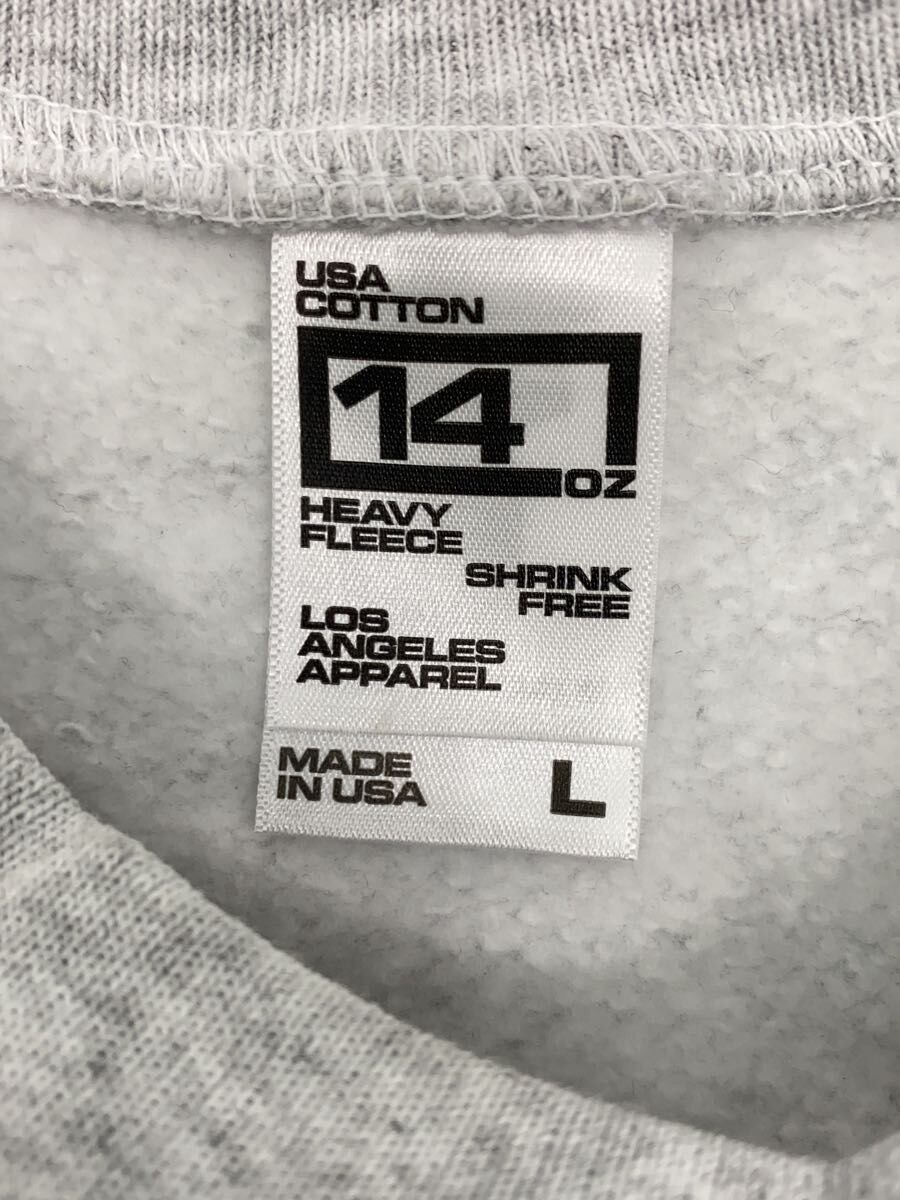 USA
COTTON
14
OZ
HEAVY
FLEECE
SHRINK
FREE
LOS
ANGELES
APPAREL
MADE
IN USA
L